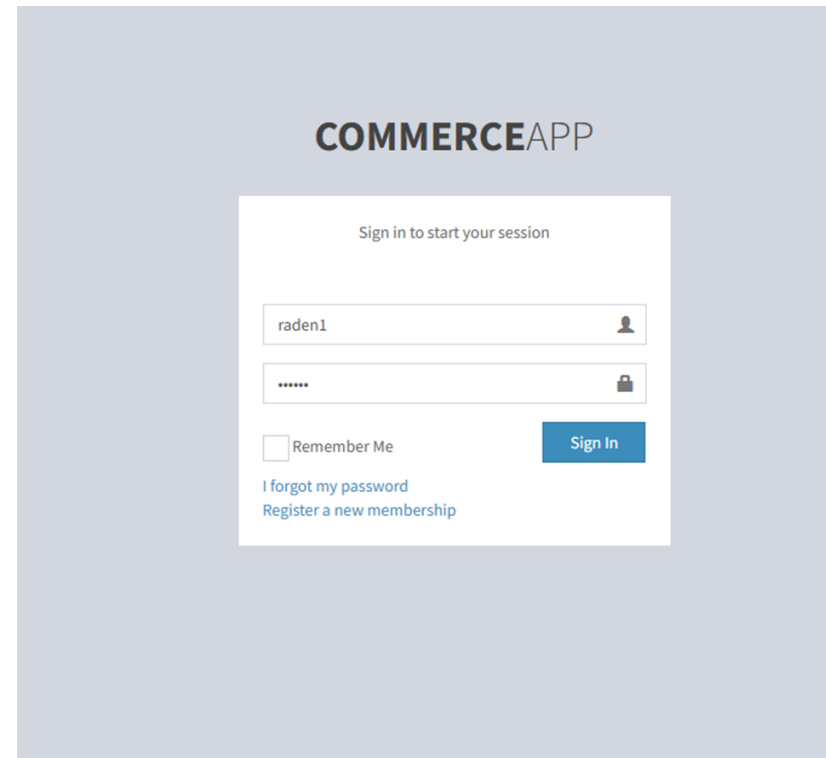 COMMERCEAPP
Sign in to start your session
raden1
••••••
Remember Me
Sign In
I forgot my password
Register a new membership